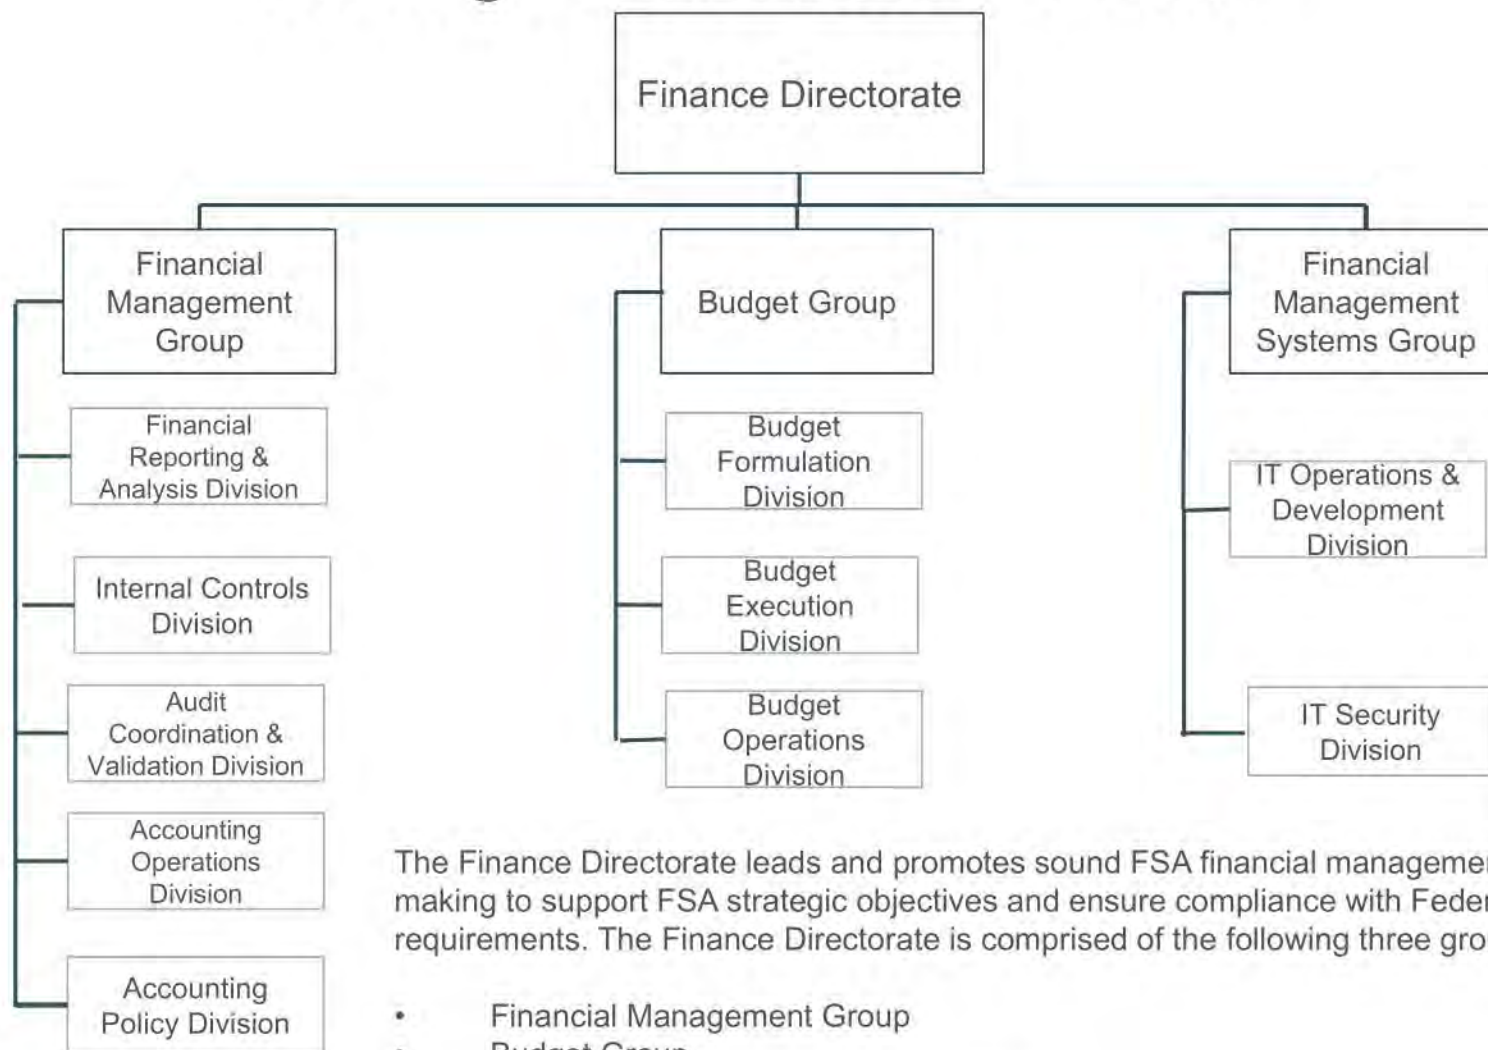 Finance Directorate
Financial
Management
Group
Budget Group
Financial
Management
Systems Group
Financial
Reporting &
Analysis Division
Internal Controls
Division
Audit
Coordination &
Validation Division
Accounting
Operations
Division
Accounting
Policy Division
Budget
Formulation
Division
Budget
Execution
Division
Budget
Operations
Division
IT Operations &
Development
Division
IT Security
Division
The Finance Directorate leads and promotes sound FSA financial managemen
making to support FSA strategic objectives and ensure compliance with Feder
requirements. The Finance Directorate is comprised of the following three gro
• Financial Management Group
• Budget Group